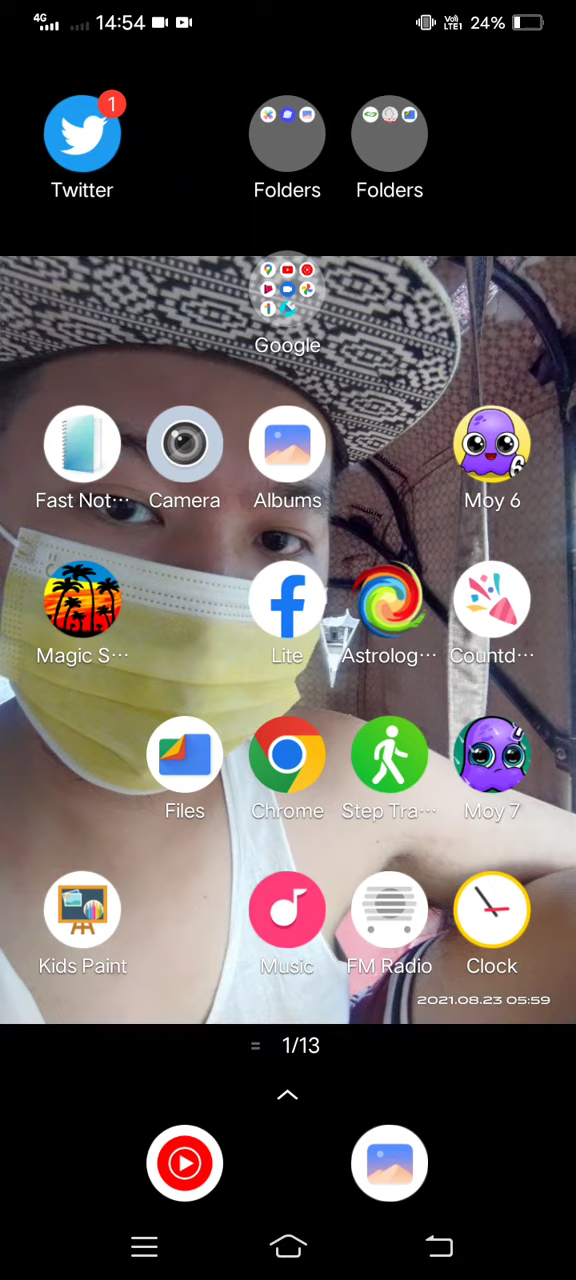 4G 14:54 VoLTE1 24%
1
Twitter Folders Folders
Google
Fast Not··· Camera Albums Moy 6
Magic S··· Lite Astrolog··· Countd···
Files Chrome Step Tra··· Moy 7
Kids Paint Music FM Radio Clock
2021.08.23 05:59
= 1/13